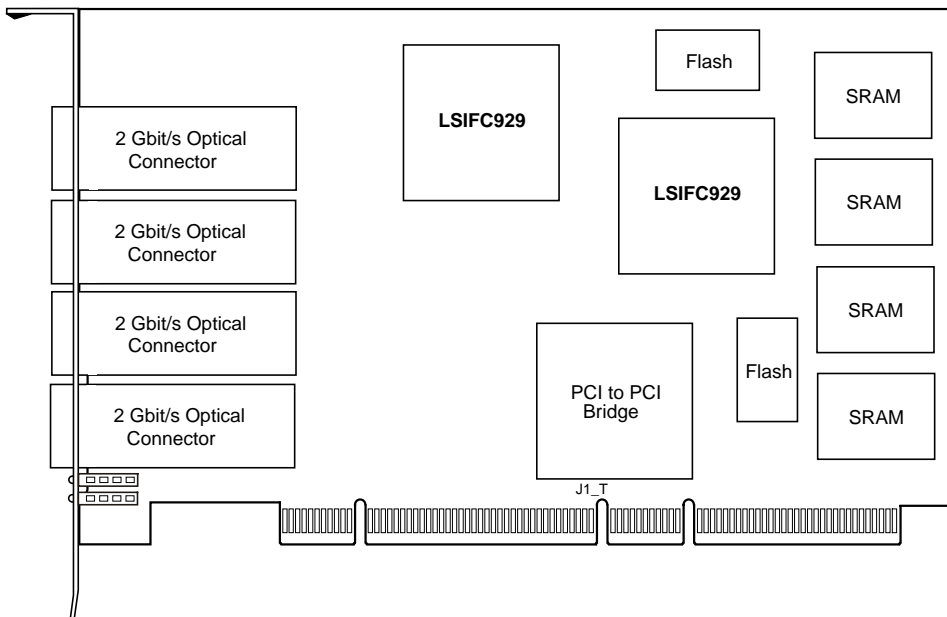 Flash
SRAM
LSIFC929
2 Gbit/s Optical
Connector
LSIFC929
SRAM
2 Gbit/s Optical
Connector
SRAM
2 Gbit/s Optical
Connector
Flash
PCI to PCI
Bridge
SRAM
2 Gbit/s Optical
Connector
J1_T